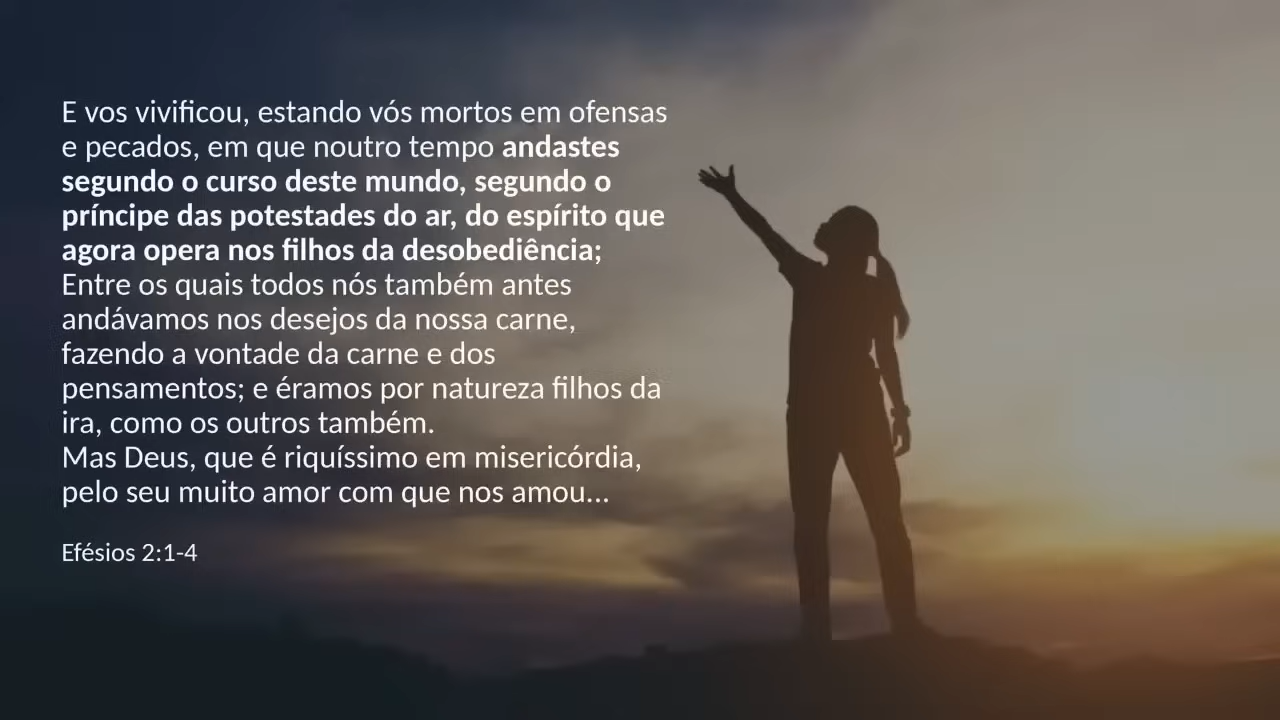 E vos vivificou, estando vós mortos em ofensas
e pecados, em que noutro tempo andastes
segundo o curso deste mundo, segundo o
príncipe das potestades do ar, do espírito que
agora opera nos filhos da desobediência;
Entre os quais todos nós também antes
andávamos nos desejos da nossa carne,
fazendo a vontade da carne e dos
pensamentos; e éramos por natureza filhos da
ira, como os outros também.
Mas Deus, que é riquíssimo em misericórdia,
pelo seu muito amor com que nos amou...
Efésios 2:1-4